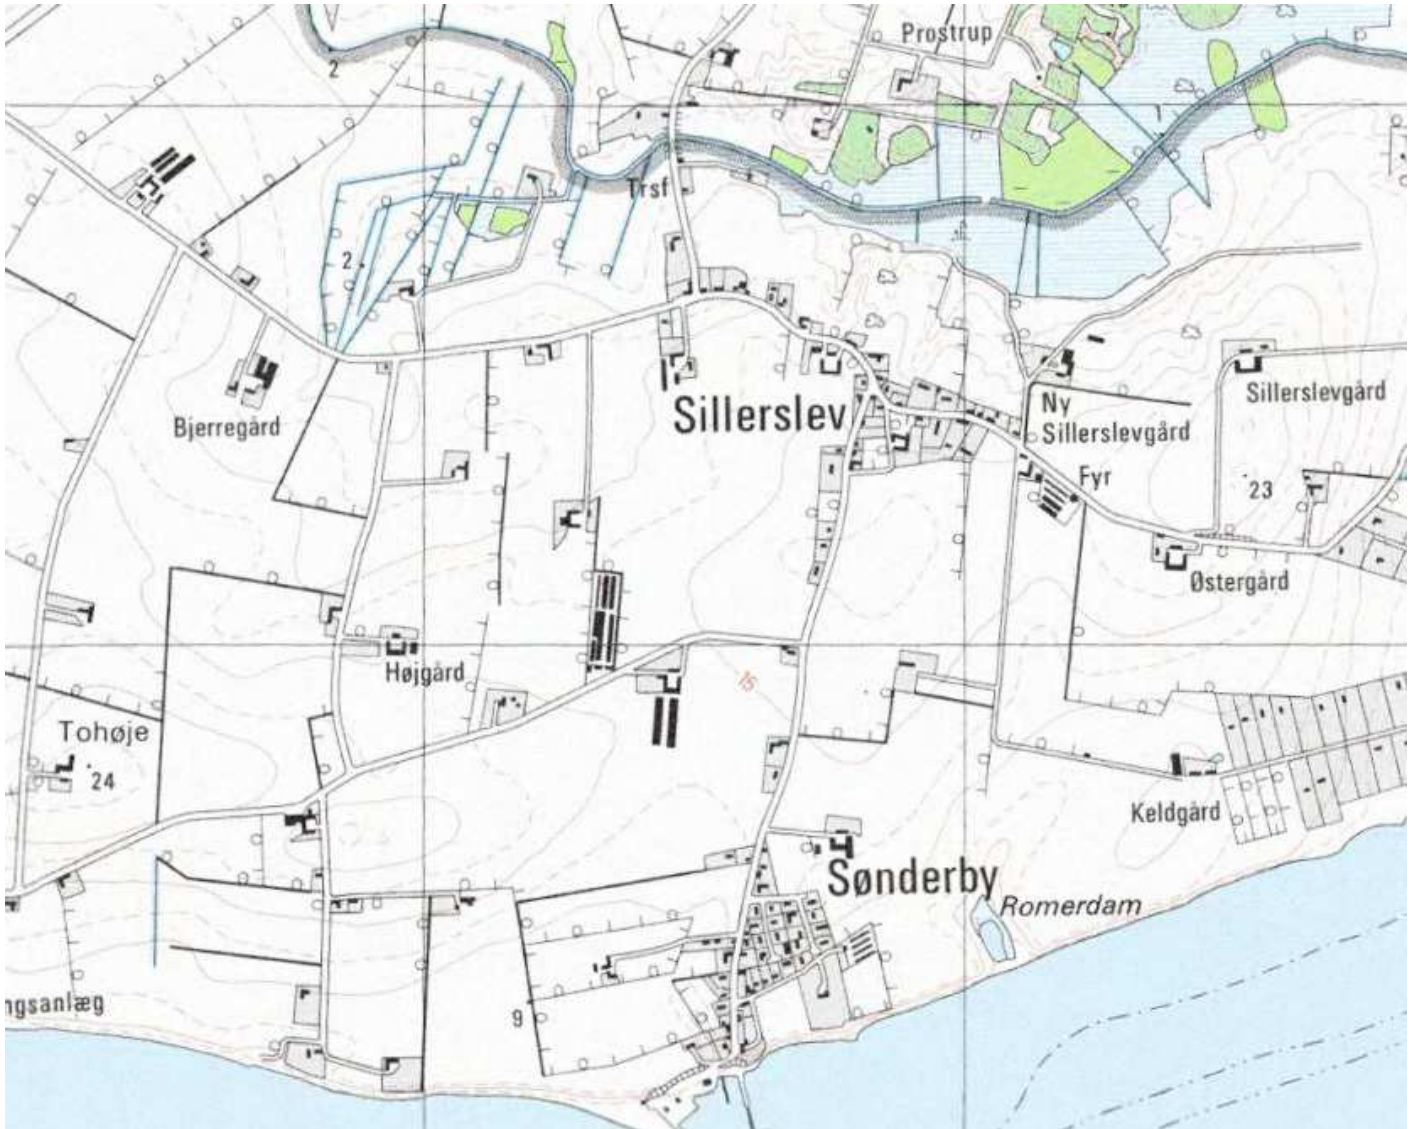 Prostrup
2
Trsf
2
Sillerslev
Ny
Sillerslevgård
Sillerslevgård
Bjerregård
Fyr
23
Østergård
Højgård
15
Tohøje
24
Keldgård
Sønderby
Romerdam
ngsanlæg
9